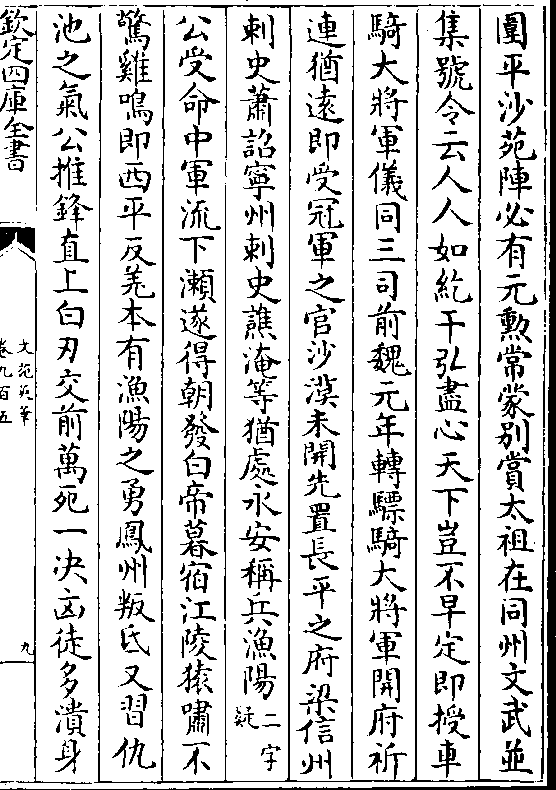 圍平沙苑陣必有元勲常蒙别賞太祖在同州文武並
集號令云人人如紇干弘盡心天下豈不早定即授車
騎大將軍儀同三司前魏元年轉驃騎大將軍開府祈
連猶遠即受冠軍之官沙漠未開先置長平之府梁信州
刺史蕭詔寧州刺史譙淹等猶處永安稱兵漁陽二字疑
公受命中軍流下瀬遂得朝發白帝暮宿江陵猿嘯不
驚雞鳴即西平反羌本有漁陽之勇鳳州叛氐又習仇
池之氣公推鋒直上白刃交前萬死一决凶徒多潰身
欽定四庫全書
文苑英華
卷九百五
九